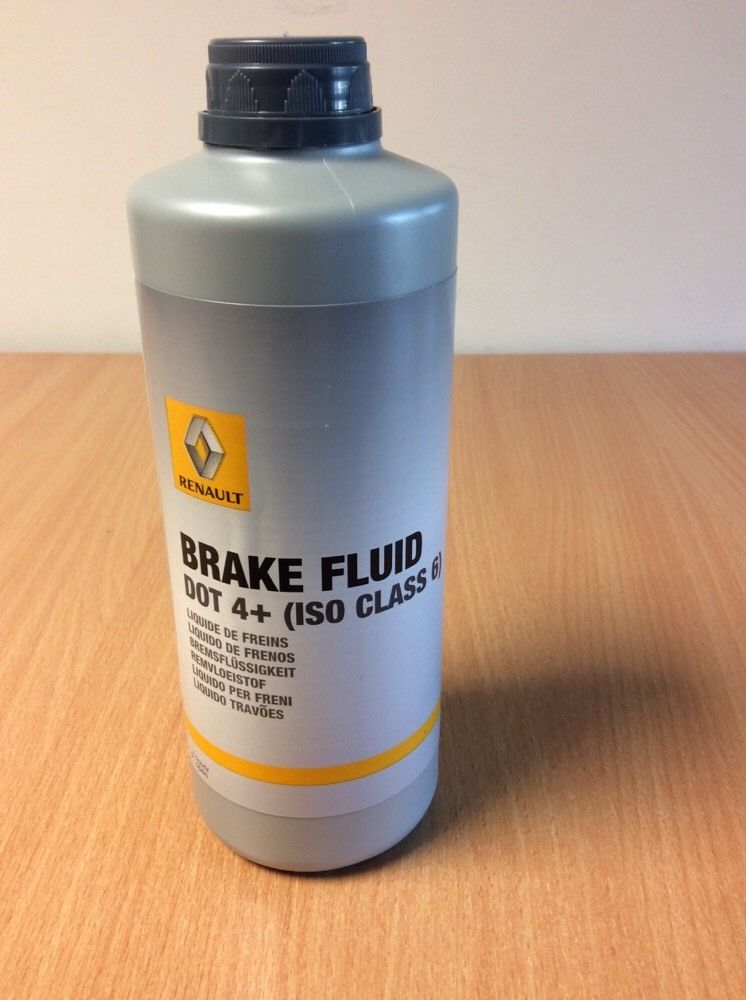 RENAULT
BRAKE FLUID
DOT 4+ (ISO CLASS 6)
LIQUIDE DE FREINS
LIQUIDO DE FRENOS
BREMSFLÜSSIGKEIT
REMVLOEISTOF
LIQUIDO PER FRENI
LIQUIDO TRAVÕES